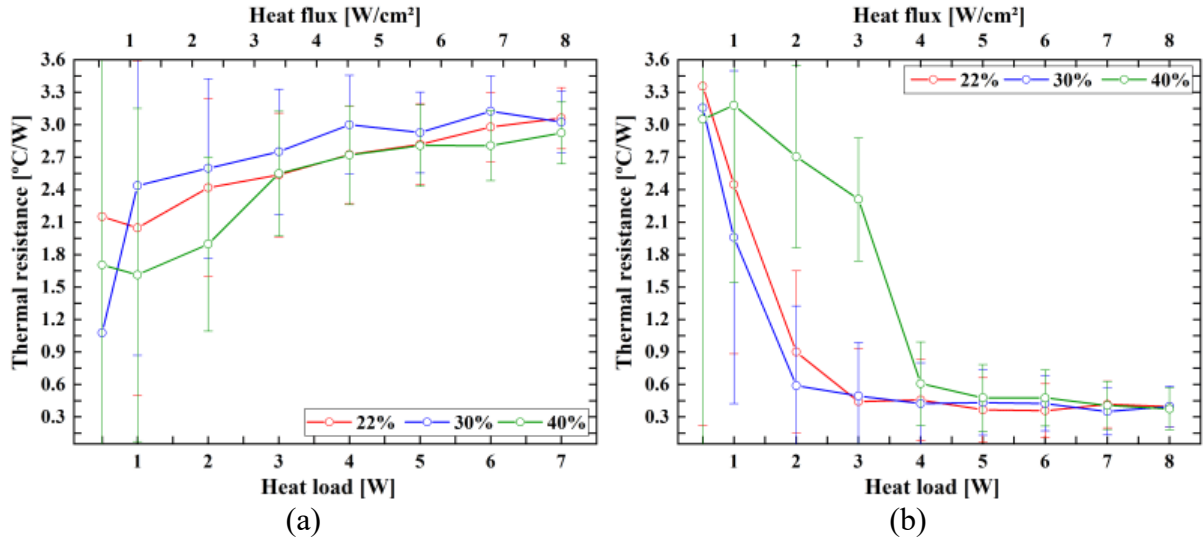 Heat flux [W/cm²]
1 2 3 4 5 6 7 8
3.6
3.3
3.0
2.7
2.4
2.1
1.8
1.5
1.2
0.9
0.6
0.3
Thermal resistance [°C/W]
22% 30% 40%
1 2 3 4 5 6 7
Heat load [W]
(a)
Heat flux [W/cm²]
1 2 3 4 5 6 7 8
3.6
3.3
3.0
2.7
2.4
2.1
1.8
1.5
1.2
0.9
0.6
0.3
Thermal resistance [°C/W]
22% 30% 40%
1 2 3 4 5 6 7 8
Heat load [W]
(b)